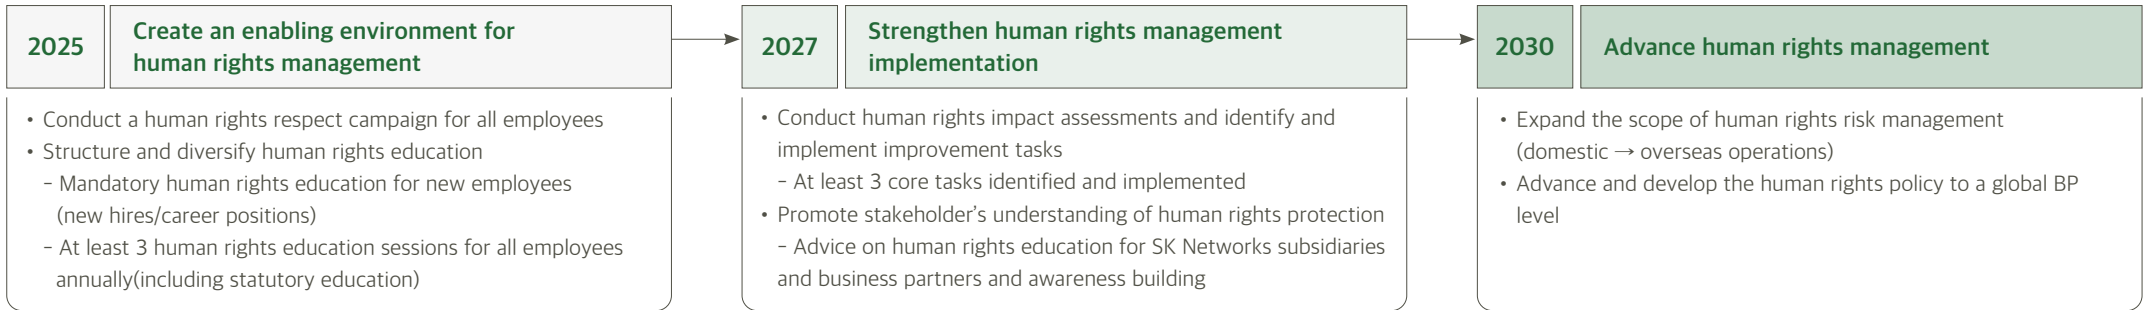 2025
Create an enabling environment for
human rights management
• Conduct a human rights respect campaign for all employees
• Structure and diversify human rights education
– Mandatory human rights education for new employees
(new hires/career positions)
– At least 3 human rights education sessions for all employees
annually(including statutory education)
2027
Strengthen human rights management
implementation
• Conduct human rights impact assessments and identify and
implement improvement tasks
– At least 3 core tasks identified and implemented
• Promote stakeholder’s understanding of human rights protection
– Advice on human rights education for SK Networks subsidiaries
and business partners and awareness building
2030
Advance human rights management
• Expand the scope of human rights risk management
(domestic → overseas operations)
• Advance and develop the human rights policy to a global BP
level